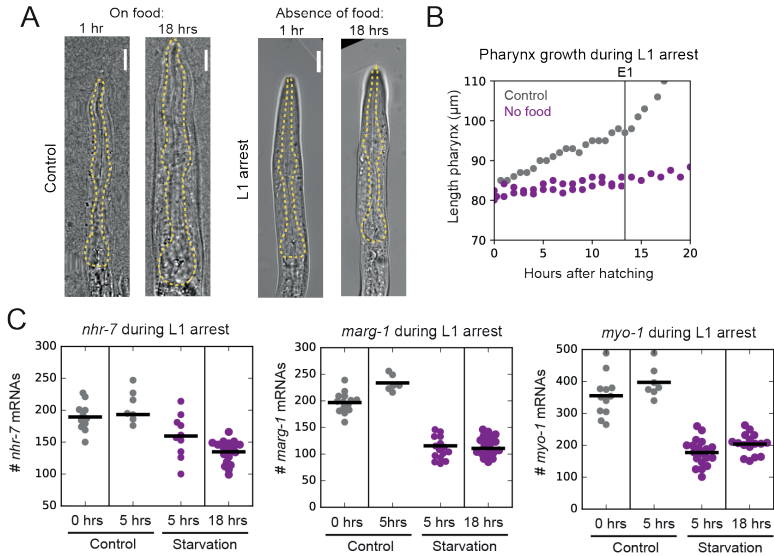 A
On food:
1 hr
18 hrs
Control
Absence of food:
1 hr
18 hrs
L1 arrest
B
Pharynx growth during L1 arrest
E1
Control
No food
Length pharynx (μm)
110
100
90
80
70
0
5
10
15
20
Hours after hatching
C
nhr-7 during L1 arrest
# nhr-7 mRNAs
300
250
200
150
100
50
0 hrs
5 hrs
5 hrs
18 hrs
Control
Starvation
marg-1 during L1 arrest
# marg-1 mRNAs
300
250
200
150
100
50
0
0 hrs
5hrs
5 hrs
18 hrs
Control
Starvation
myo-1 during L1 arrest
# myo-1 mRNAs
500
400
300
200
100
0
0 hrs
5 hrs
5 hrs
18 hrs
Control
Starvation